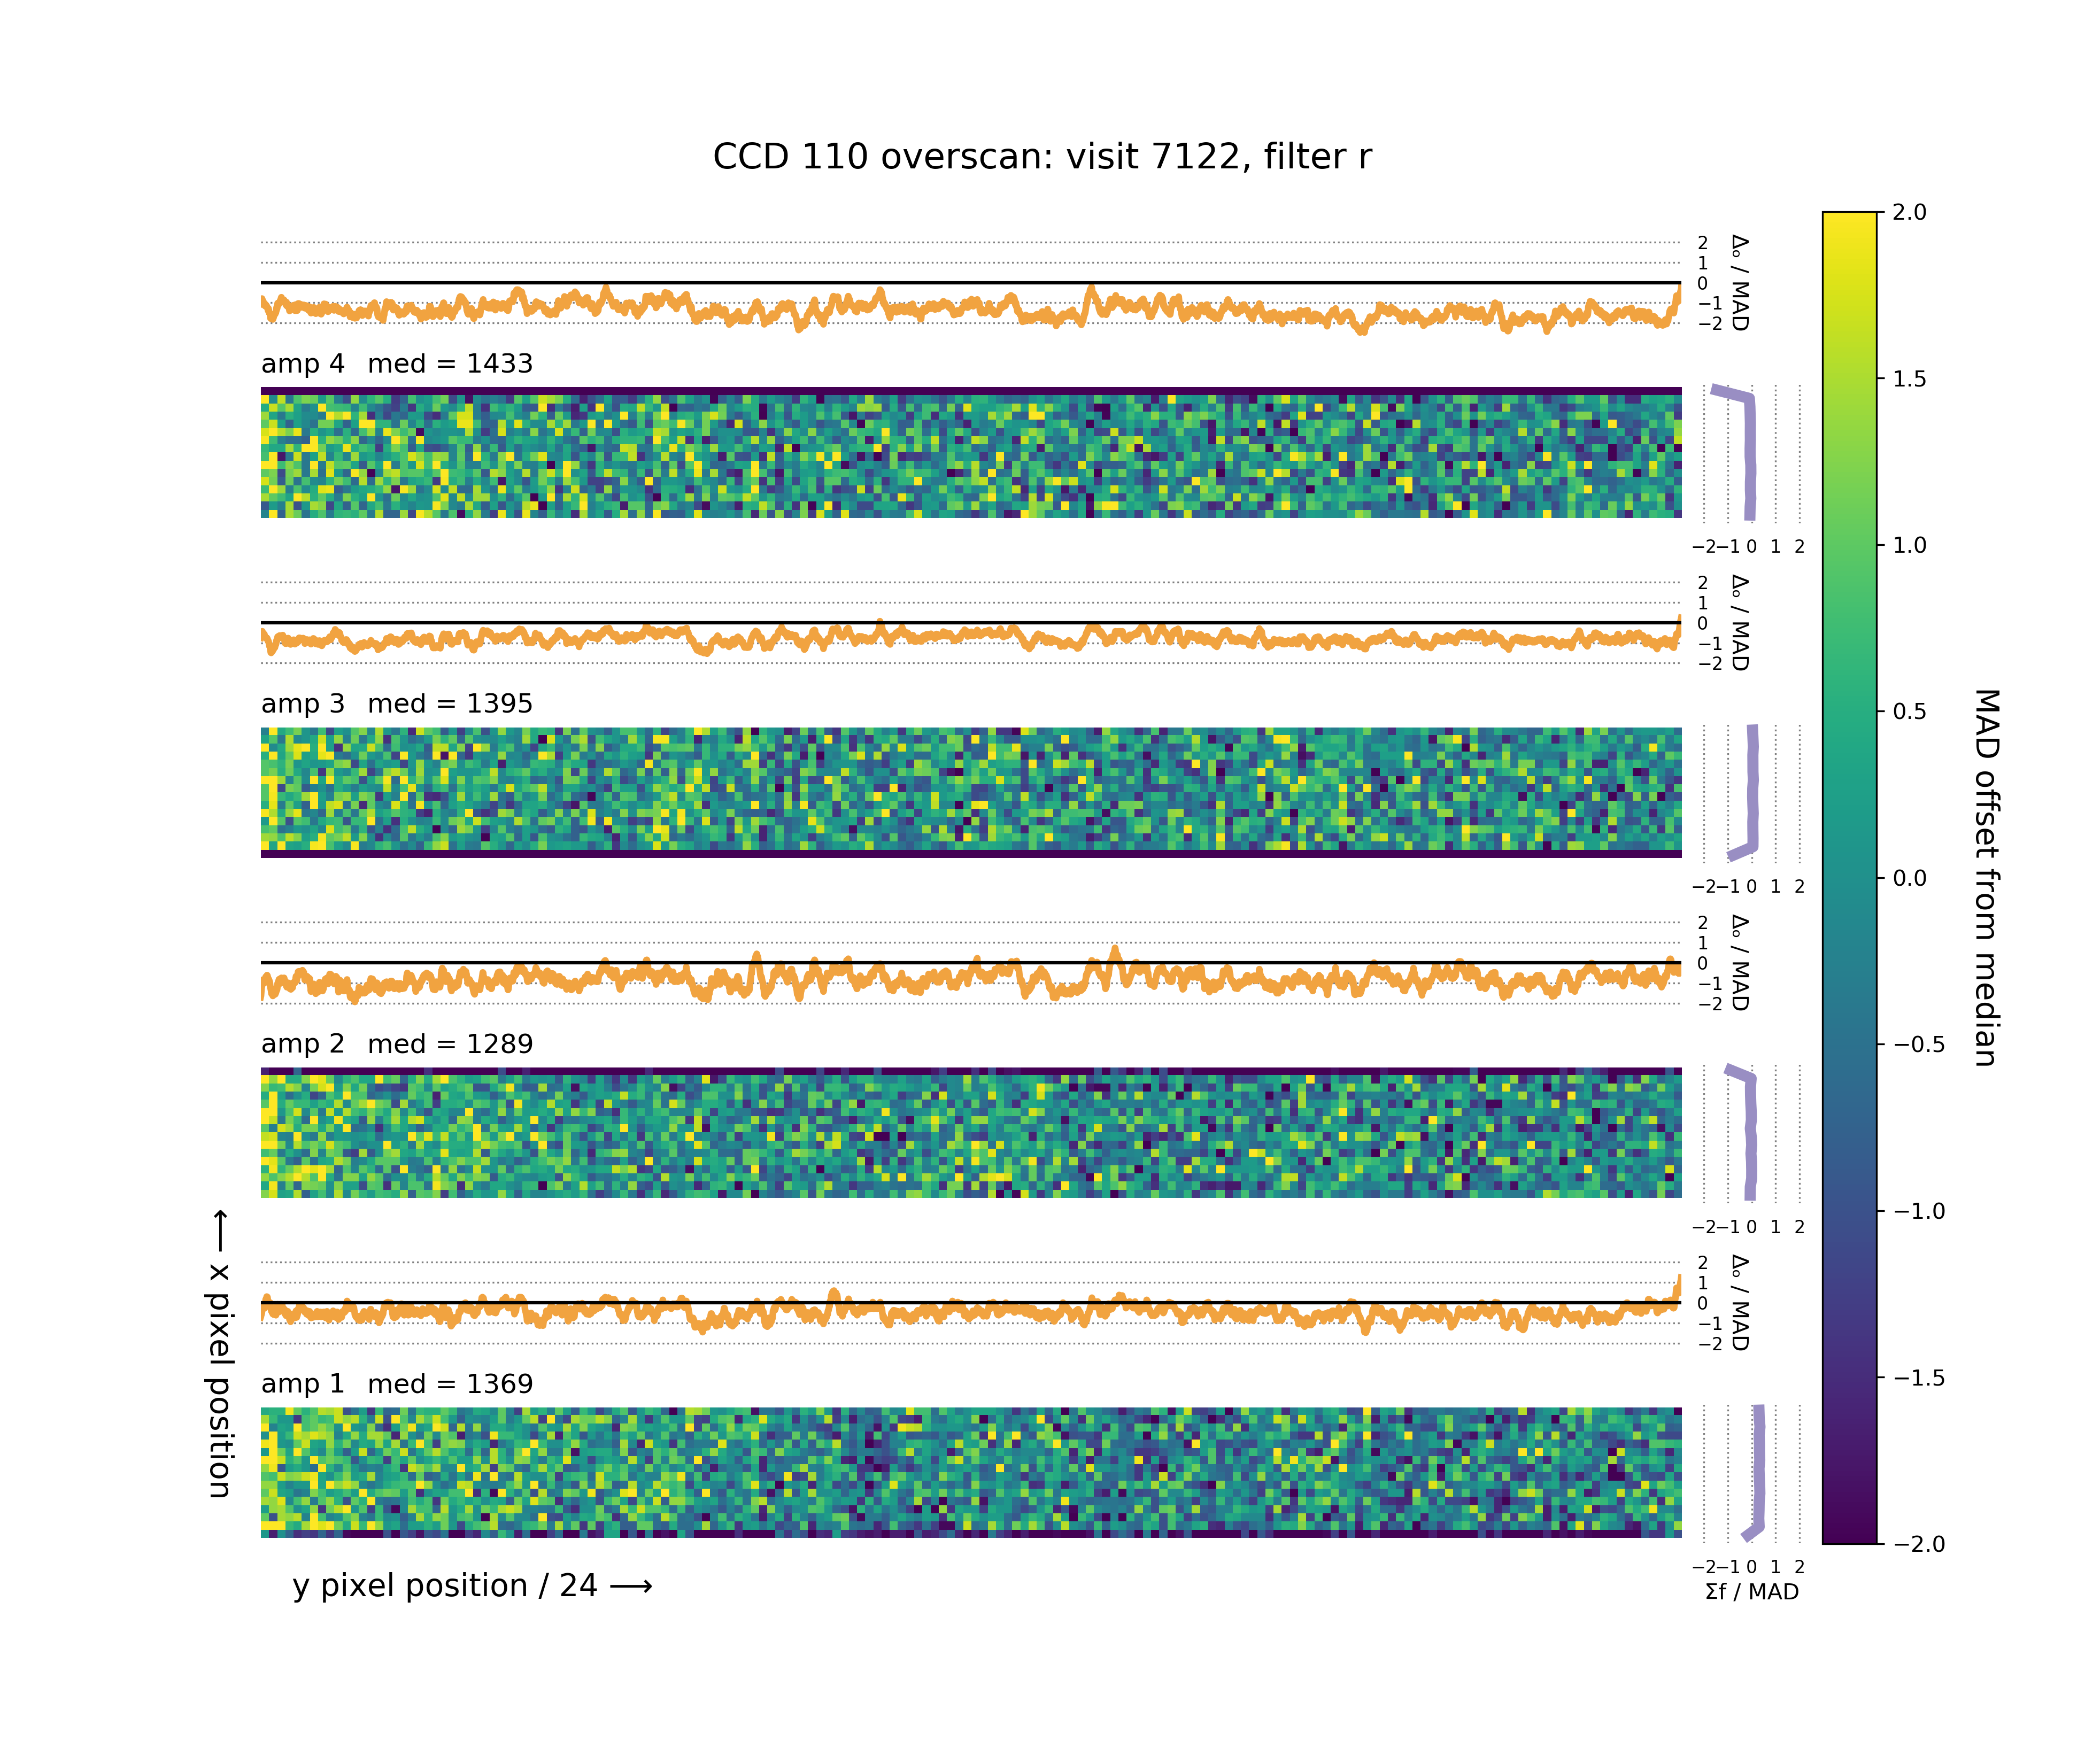 CCD 110 overscan: visit 7122, filter r
2
1
0
−1
−2
Δₒ / MAD
amp 4 med = 1433
−2 −1 0 1 2
2
1
0
−1
−2
Δₒ / MAD
amp 3 med = 1395
−2 −1 0 1 2
2
1
0
−1
−2
Δₒ / MAD
amp 2 med = 1289
−2 −1 0 1 2
2
1
0
−1
−2
Δₒ / MAD
amp 1 med = 1369
−2 −1 0 1 2
Σf / MAD
y pixel position / 24 ⟶
⟵ x pixel position
2.0
1.5
1.0
0.5
0.0
−0.5
−1.0
−1.5
−2.0
MAD offset from median